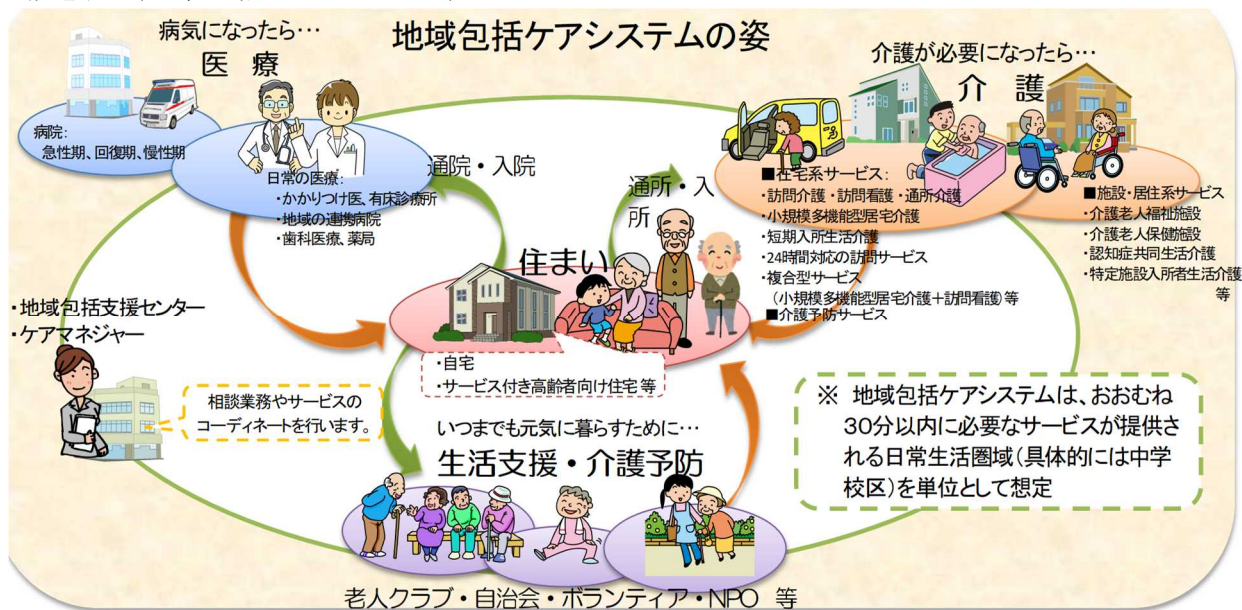 地域包括ケアシステムの姿
病気になったら…
医 療
病院:
急性期、回復期、慢性期
日常の医療:
・かかりつけ医、有床診療所
・地域の連携病院
・歯科医療、薬局
通院・入院
通所・入
所
介護が必要になったら…
介 護
■在宅系サービス:
・訪問介護・訪問看護・通所介護
・小規模多機能型居宅介護
・短期入所生活介護
・24時間対応の訪問サービス
・複合型サービス
(小規模多機能型居宅介護+訪問看護)等
■介護予防サービス
■施設・居住系サービス
・介護老人福祉施設
・介護老人保健施設
・認知症共同生活介護
・特定施設入所者生活介護
等
住まい
・自宅
・サービス付き高齢者向け住宅 等
・地域包括支援センター
・ケアマネジャー
相談業務やサービスの
コーディネートを行います。
いつまでも元気に暮らすために…
生活支援・介護予防
老人クラブ・自治会・ボランティア・NPO 等
※ 地域包括ケアシステムは、おおむね
30分以内に必要なサービスが提供さ
れる日常生活圏域(具体的には中学
校区)を単位として想定